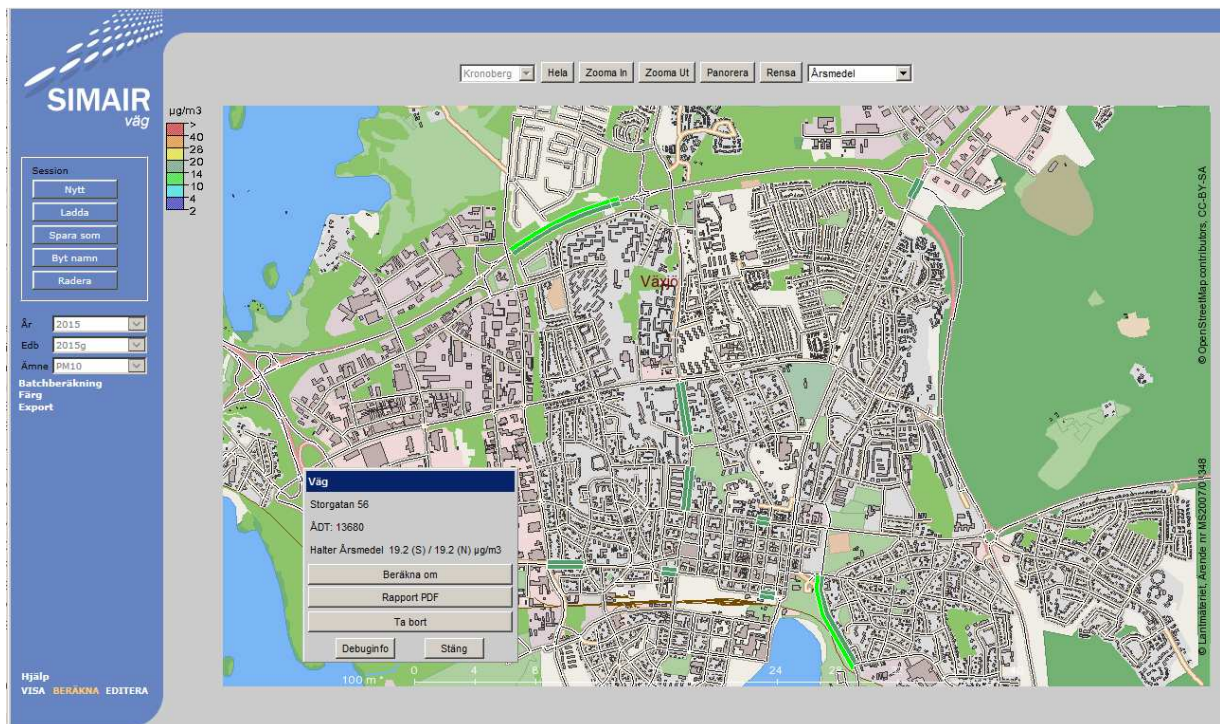 Kronoberg Hela Zooma In Zooma Ut Panorera Rensa Årsmedel
SIMAIR
väg
µg/m3
>
40
28
20
14
10
4
2
Session
Nytt
Ladda
Spara som
Byt namn
Radera
År 2015
Edb 2015g
Ämne PM10
Batchberäkning
Färg
Export
Växjö
© OpenStreetMap contributors, CC-BY-SA
© Lantmäteriet, Ärende nr MS2007/01348
Väg
Storgatan 56
ÅDT: 13680
Halter Årsmedel 19.2 (S) / 19.2 (N) µg/m3
Beräkna om
Rapport PDF
Ta bort
Debuginfo Stäng
100 m * 0 4 8 24 28
Hjälp
VISA BERÄKNA EDITERA